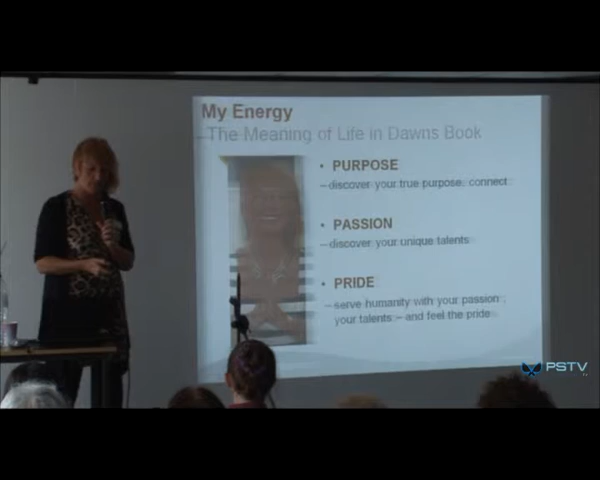 My Energy
–The Meaning of Life in Dawns Book
• PURPOSE
– discover your true purpose, connect
• PASSION
– discover your unique talents
• PRIDE
– serve humanity with your passion,
your talents – and feel the pride
PSTV